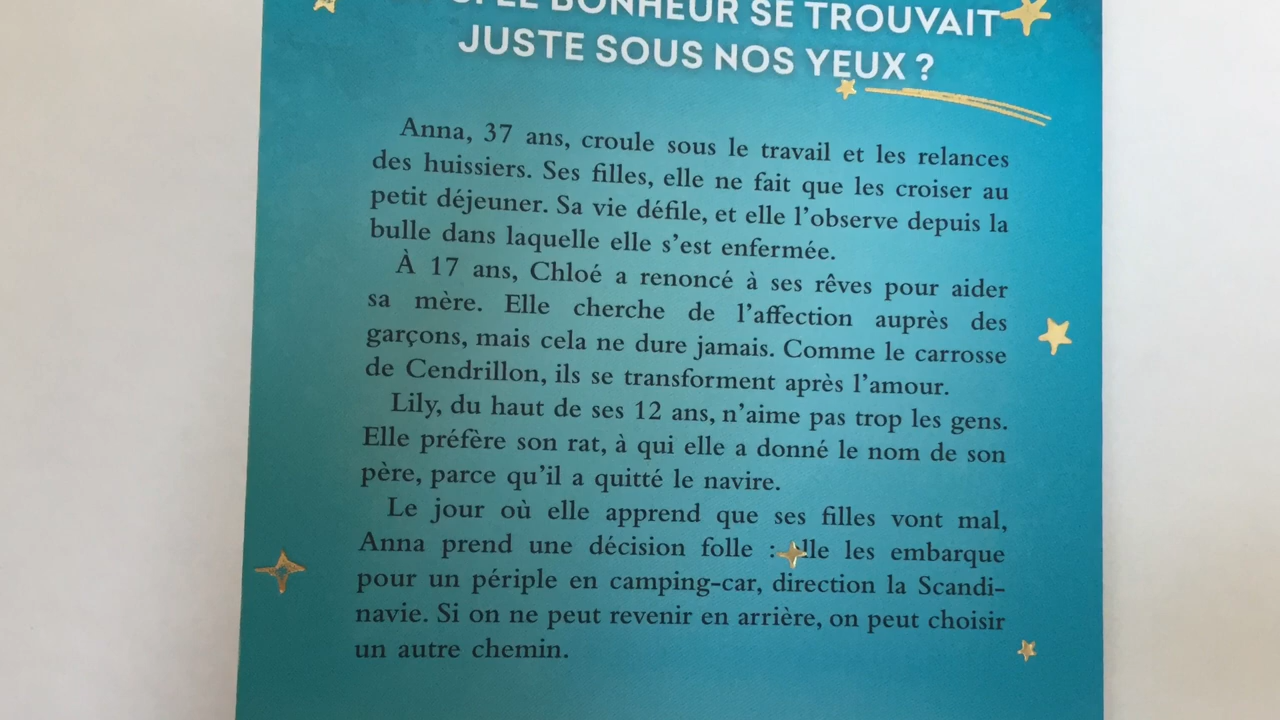 LE BONHEUR SE TROUVAIT
JUSTE SOUS NOS YEUX ?
Anna, 37 ans, croule sous le travail et les relances
des huissiers. Ses filles, elle ne fait que les croiser au
petit déjeuner. Sa vie défile, et elle l'observe depuis la
bulle dans laquelle elle s'est enfermée.
À 17 ans, Chloé a renoncé à ses rêves pour aider
sa mère. Elle cherche de l'affection auprès des
garçons, mais cela ne dure jamais. Comme le carrosse
de Cendrillon, ils se transforment après l'amour.
Lily, du haut de ses 12 ans, n'aime pas trop les gens.
Elle préfère son rat, à qui elle a donné le nom de son
père, parce qu'il a quitté le navire.
Le jour où elle apprend que ses filles vont mal,
Anna prend une décision folle : elle les embarque
pour un périple en camping-car, direction la Scandi-
navie. Si on ne peut revenir en arrière, on peut choisir
un autre chemin.